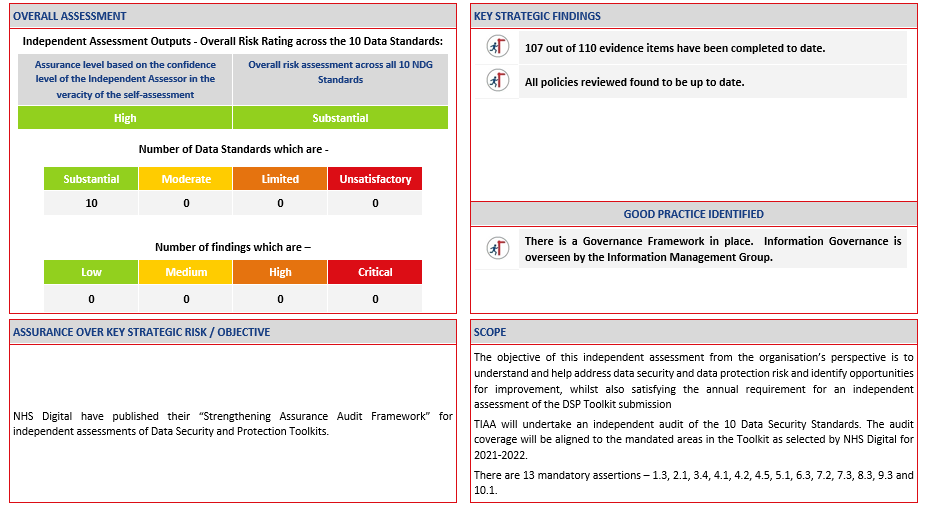 OVERALL ASSESSMENT
Independent Assessment Outputs - Overall Risk Rating across the 10 Data Standards:
Assurance level based on the confidence
level of the Independent Assessor in the
veracity of the self-assessment
Overall risk assessment across all 10 NDG
Standards
High
Substantial
Number of Data Standards which are -
Substantial
Moderate
Limited
Unsatisfactory
10
0
0
0
Number of findings which are –
Low
Medium
High
Critical
0
0
0
0
KEY STRATEGIC FINDINGS
107 out of 110 evidence items have been completed to date.
All policies reviewed found to be up to date.
GOOD PRACTICE IDENTIFIED
There is a Governance Framework in place. Information Governance is
overseen by the Information Management Group.
ASSURANCE OVER KEY STRATEGIC RISK / OBJECTIVE
NHS Digital have published their “Strengthening Assurance Audit Framework” for
independent assessments of Data Security and Protection Toolkits.
SCOPE
The objective of this independent assessment from the organisation’s perspective is to
understand and help address data security and data protection risk and identify opportunities
for improvement, whilst also satisfying the annual requirement for an independent
assessment of the DSP Toolkit submission
TIAA will undertake an independent audit of the 10 Data Security Standards. The audit
coverage will be aligned to the mandated areas in the Toolkit as selected by NHS Digital for
2021-2022.
There are 13 mandatory assertions – 1.3, 2.1, 3.4, 4.1, 4.2, 4.5, 5.1, 6.3, 7.2, 7.3, 8.3, 9.3 and
10.1.